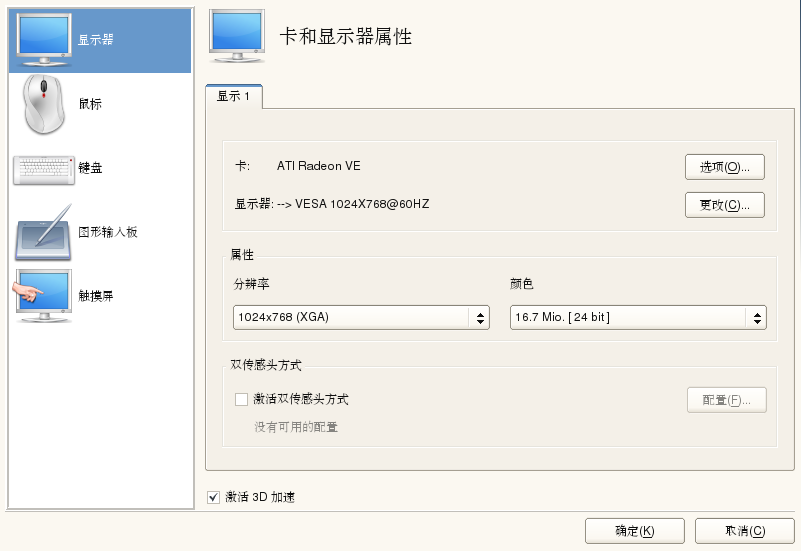 显示器
鼠标
键盘
图形输入板
触摸屏
卡和显示器属性
显示 1
卡: ATI Radeon VE 选项(O)...
显示器: --> VESA 1024X768@60HZ 更改(C)...
属性
分辨率 颜色
1024x768 (XGA) 16.7 Mio. [ 24 bit ]
双传感头方式
激活双传感头方式 配置(F)...
没有可用的配置
激活 3D 加速
确定(K) 取消(C)